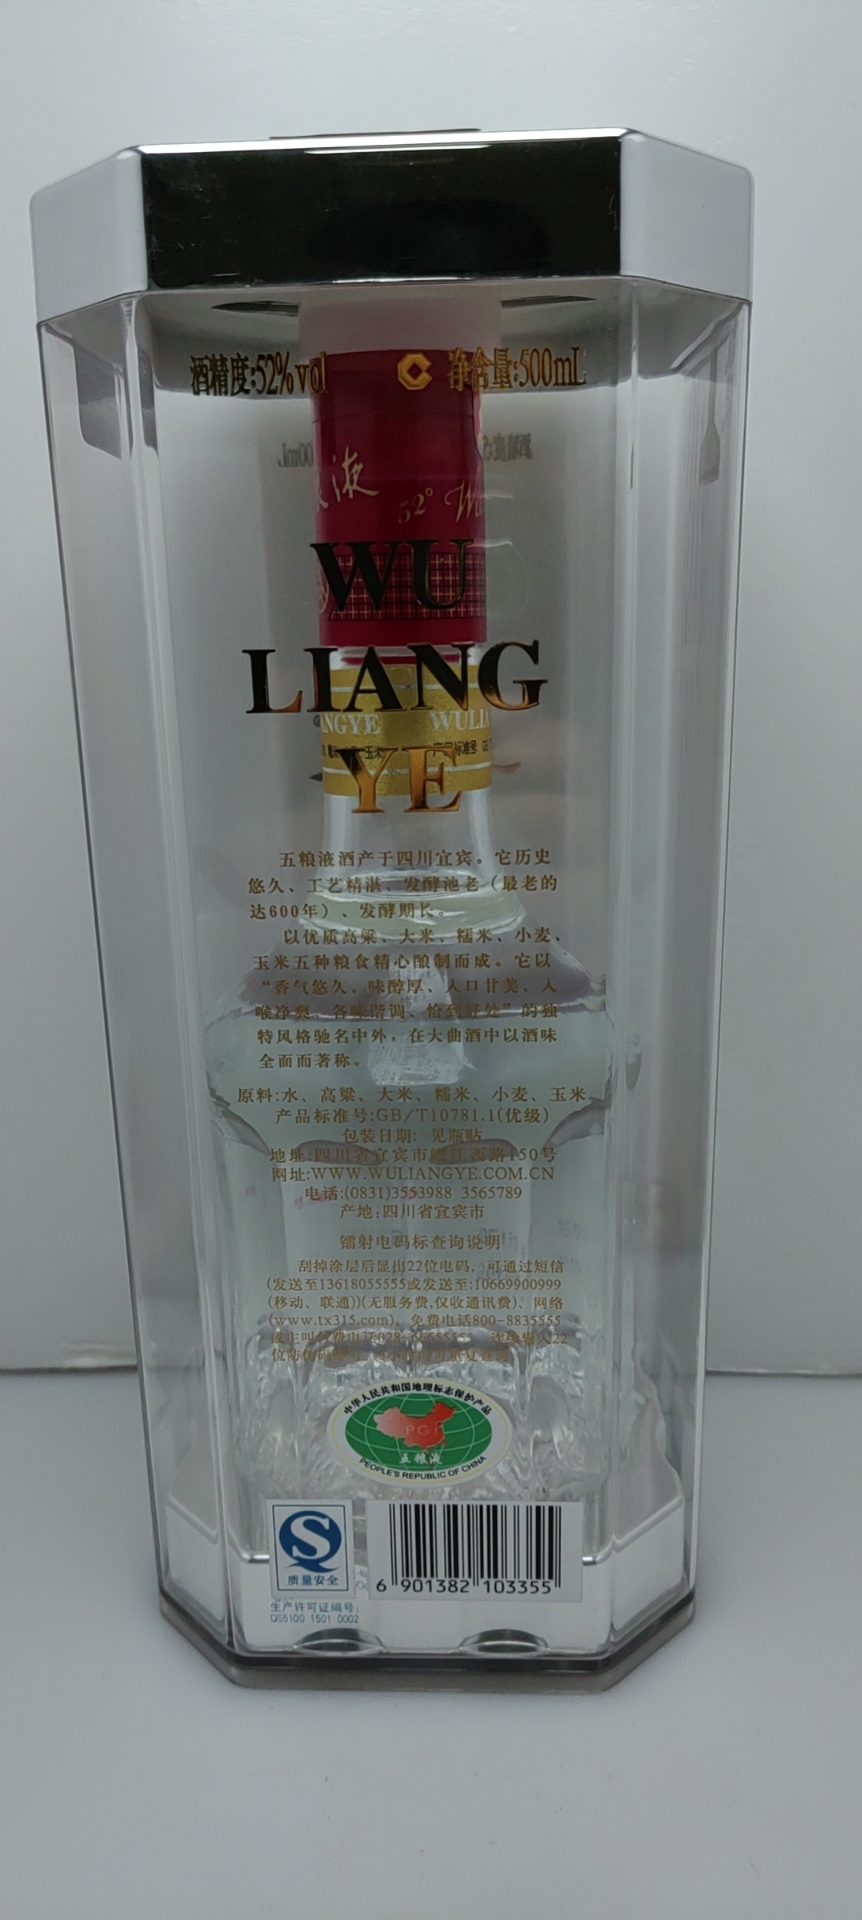 酒精度:52%vol 净含量:500mL
液
52°
WU
LIANG
ANGYE WULIA
YE
五粮液酒产于四川宜宾。它历史
悠久、工艺精湛、发酵池老（最老的
达600年）、发酵期长。
以优质高粱、大米、糯米、小麦、
玉米五种粮食精心酿制而成。它以
“香气悠久、味醇厚、入口甘美、入
喉净爽、各味谐调、恰到好处”的独
特风格驰名中外，在大曲酒中以酒味
全面而著称。
原料:水、高粱、大米、糯米、小麦、玉米
产品标准号:GB/T10781.1(优级)
包装日期: 见瓶贴
地址:四川省宜宾市岷江西路150号
网址:WWW.WULIANGYE.COM.CN
电话:(0831)3553988 3565789
产地:四川省宜宾市
镭射电码标查询说明
刮掉涂层后显出22位电码，可通过短信
(发送至13618055555或发送至:10669900999
(移动、联通))(无服务费,仅收通讯费)、网络
(www.tx315.com)、免费电话800-8835555
中华人民共和国地理标志保护产品
PGI
五粮液
PEOPLE'S REPUBLIC OF CHINA
质量安全
6 901382 103355
生产许可证编号:
QS5100 1501 0002